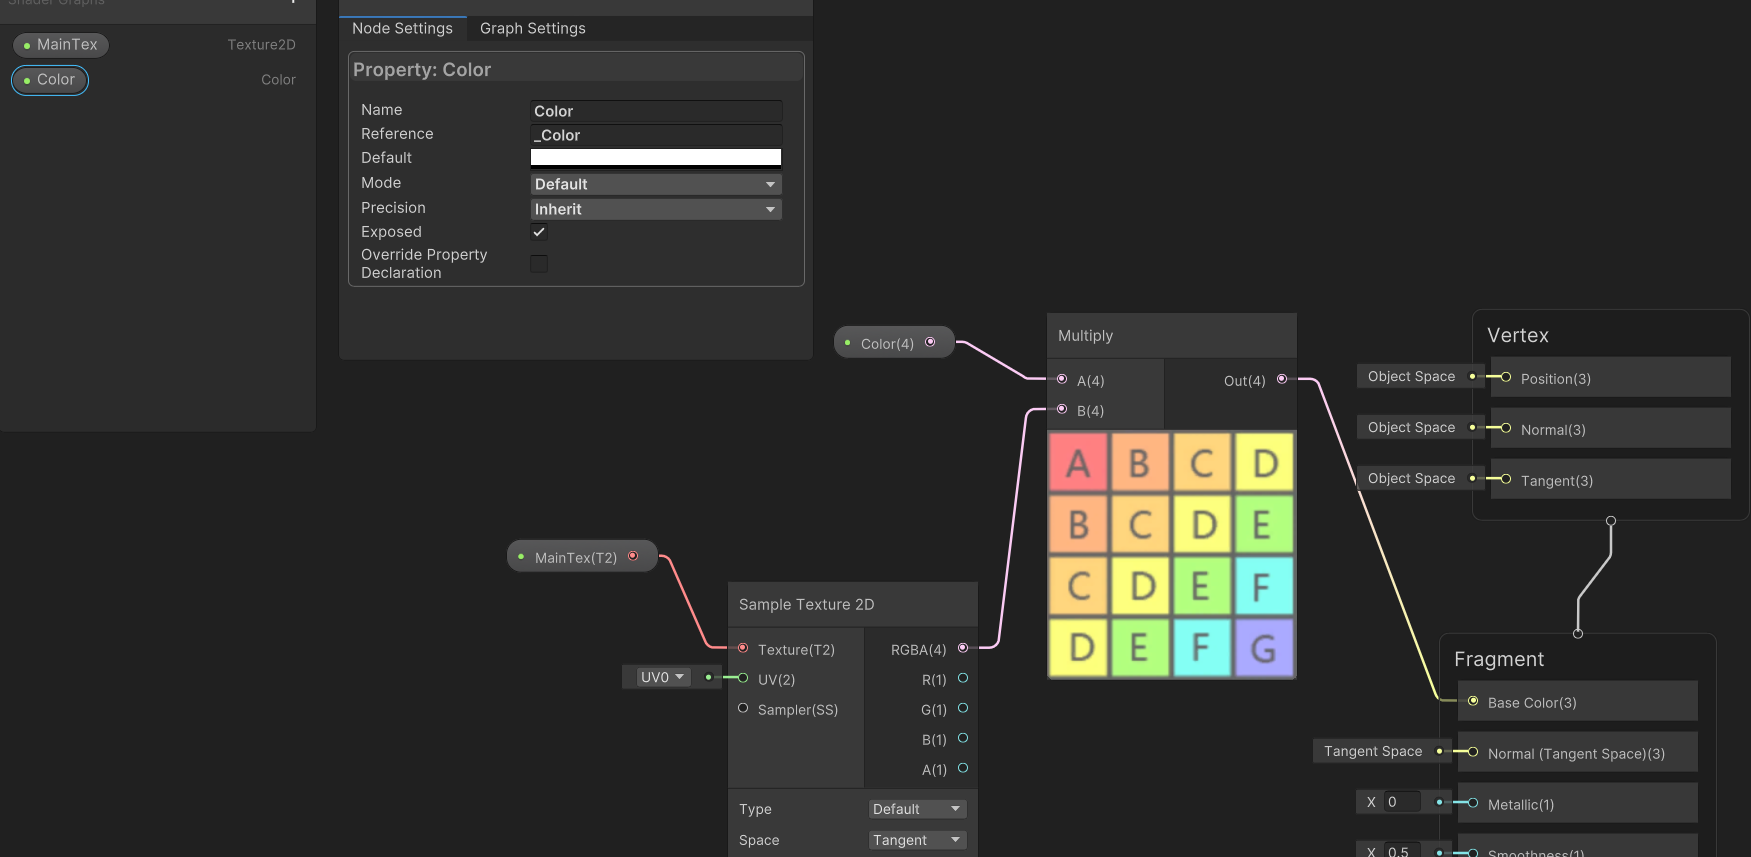 Shader Graphs
MainTex Texture2D
Color Color
Node Settings Graph Settings
Property: Color
Name Color
Reference _Color
Default
Mode Default
Precision Inherit
Exposed
Override Property
Declaration
Color(4)
Multiply
A(4) Out(4)
B(4)
A B C D
B C D E
C D E F
D E F G
MainTex(T2)
Sample Texture 2D
Texture(T2) RGBA(4)
UV0 UV(2) R(1)
Sampler(SS) G(1)
B(1)
A(1)
Type Default
Space Tangent
Vertex
Object Space Position(3)
Object Space Normal(3)
Object Space Tangent(3)
Fragment
Base Color(3)
Tangent Space Normal (Tangent Space)(3)
X 0 Metallic(1)
X 0.5 Smoothness(1)